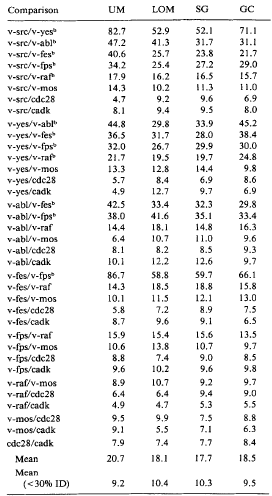 Comparison UM LOM SG GC
v-src/v-yesᵇ 82.7 52.9 52.1 71.1
v-src/v-ablᵇ 47.2 41.3 31.7 31.1
v-src/v-fesᵇ 40.6 25.7 23.8 21.7
v-src/v-fpsᵇ 34.2 25.4 27.2 29.0
v-src/v-rafᵇ 17.9 16.2 16.5 15.7
v-src/v-mos 14.3 10.2 11.3 11.0
v-src/cdc28 4.7 9.2 9.6 6.9
v-src/cadk 8.1 9.4 9.5 8.0
v-yes/v-ablᵇ 44.8 29.8 33.9 45.2
v-yes/v-fesᵇ 36.5 31.7 28.0 38.4
v-yes/v-fpsᵇ 32.0 26.7 29.9 30.0
v-yes/v-rafᵇ 21.7 19.5 19.7 24.8
v-yes/v-mos 13.3 12.8 14.4 9.8
v-yes/cdc28 5.7 8.4 6.9 8.6
v-yes/cadk 4.9 12.7 9.7 6.9
v-abl/v-fesᵇ 42.5 33.4 32.3 29.8
v-abl/v-fpsᵇ 38.0 41.6 35.1 33.4
v-abl/v-raf 14.4 18.1 14.8 16.3
v-abl/v-mos 6.4 10.7 11.0 9.6
v-abl/cdc28 8.1 8.2 8.5 9.3
v-abl/cadk 10.1 12.2 12.6 9.7
v-fes/v-fpsᵇ 86.7 58.8 59.7 66.1
v-fes/v-raf 14.3 18.5 18.8 15.8
v-fes/v-mos 10.1 11.5 12.1 13.0
v-fes/cdc28 5.8 7.2 8.9 7.5
v-fes/cadk 8.7 9.6 9.1 6.5
v-fps/v-raf 15.9 15.4 15.6 13.5
v-fps/v-mos 10.6 13.8 10.7 9.7
v-fps/cdc28 8.8 7.4 9.0 8.5
v-fps/cadk 9.6 10.2 9.6 9.8
v-raf/v-mos 8.9 10.7 9.2 9.7
v-raf/cdc28 6.4 6.4 9.4 9.0
v-raf/cadk 4.9 4.7 5.3 5.5
v-mos/cdc28 9.5 9.9 7.5 8.8
v-mos/cadk 9.1 5.5 7.1 6.3
cdc28/cadk 7.9 7.4 7.7 8.4
Mean 20.7 18.1 17.7 18.5
Mean
(<30% ID) 9.2 10.4 10.3 9.5